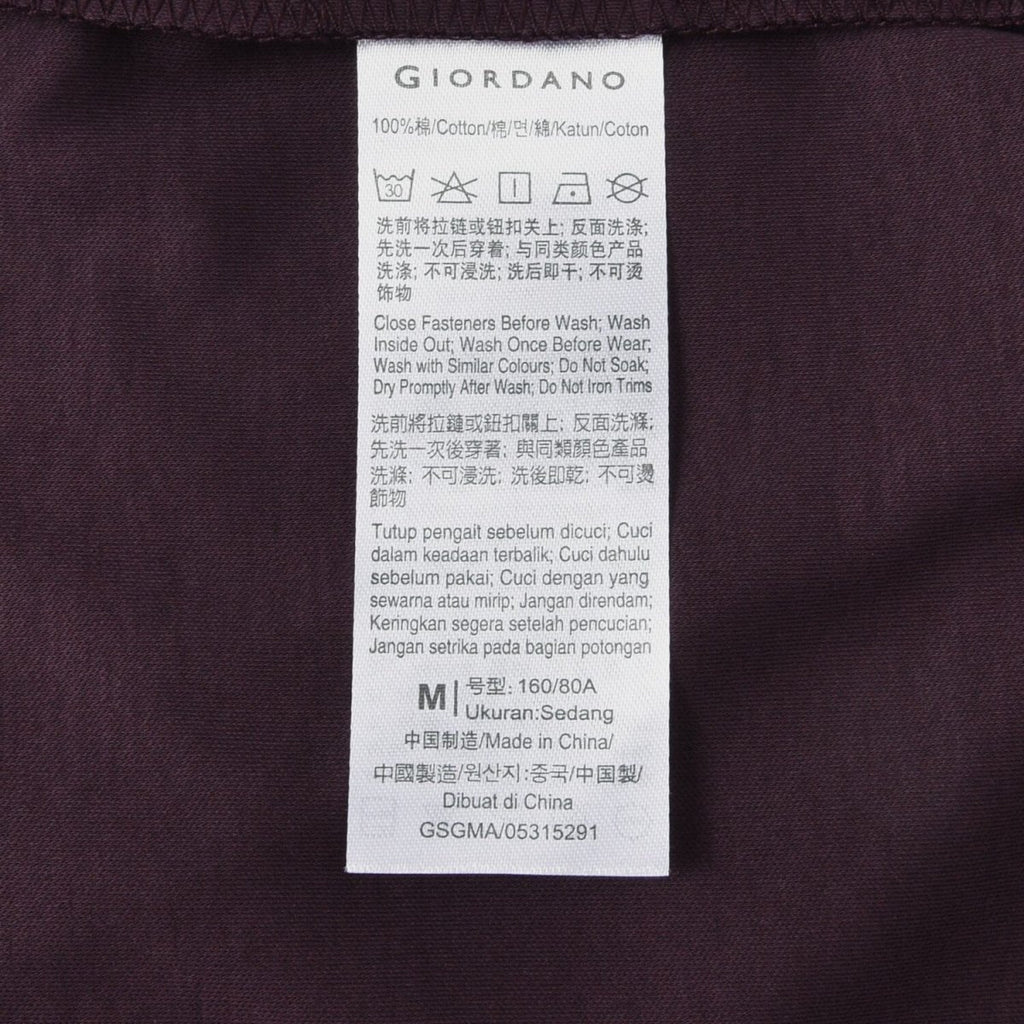 GIORDANO
100%棉/Cotton/棉/면/綿/Katun/Coton
30
洗前将拉链或钮扣关上; 反面洗涤;
先洗一次后穿着; 与同类颜色产品
洗涤; 不可浸洗; 洗后即干; 不可烫
饰物
Close Fasteners Before Wash; Wash
Inside Out; Wash Once Before Wear;
Wash with Similar Colours; Do Not Soak;
Dry Promptly After Wash; Do Not Iron Trims
洗前將拉鏈或鈕扣關上; 反面洗滌;
先洗一次後穿著; 與同類顏色產品
洗滌; 不可浸洗; 洗後即乾; 不可燙
飾物
Tutup pengait sebelum dicuci; Cuci
dalam keadaan terbalik; Cuci dahulu
sebelum pakai; Cuci dengan yang
sewarna atau mirip; Jangan direndam;
Keringkan segera setelah pencucian;
Jangan setrika pada bagian potongan
M 号型: 160/80A
Ukuran:Sedang
中国制造/Made in China/
中國製造/원산지:중국/中国製/
Dibuat di China
GSGMA/05315291